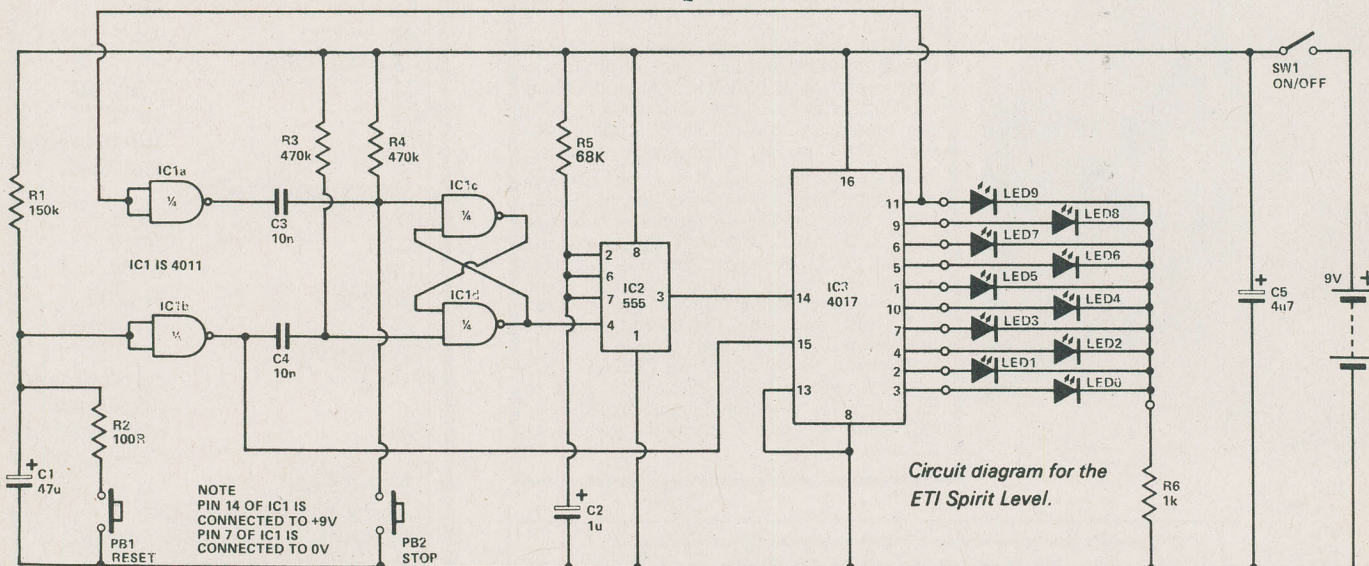 SW1
ON/OFF
R3
470k
R4
470k
R5
68K
R1
150k
IC1a
¼
C3
10n
IC1c
¼
IC1 IS 4011
IC1b
¼
C4
10n
IC1d
¼
2
6
7
4
8
IC2
555
3
1
16
14
15
13
IC3
4017
8
11
9
6
5
1
10
7
4
2
3
LED9
LED8
LED7
LED6
LED5
LED4
LED3
LED2
LED1
LED0
+
C5
4u7
9V
+
R2
100R
+
C1
47u
PB1
RESET
NOTE
PIN 14 OF IC1 IS
CONNECTED TO +9V
PIN 7 OF IC1 IS
CONNECTED TO 0V
PB2
STOP
+
C2
1u
Circuit diagram for the
ETI Spirit Level.
R6
1k